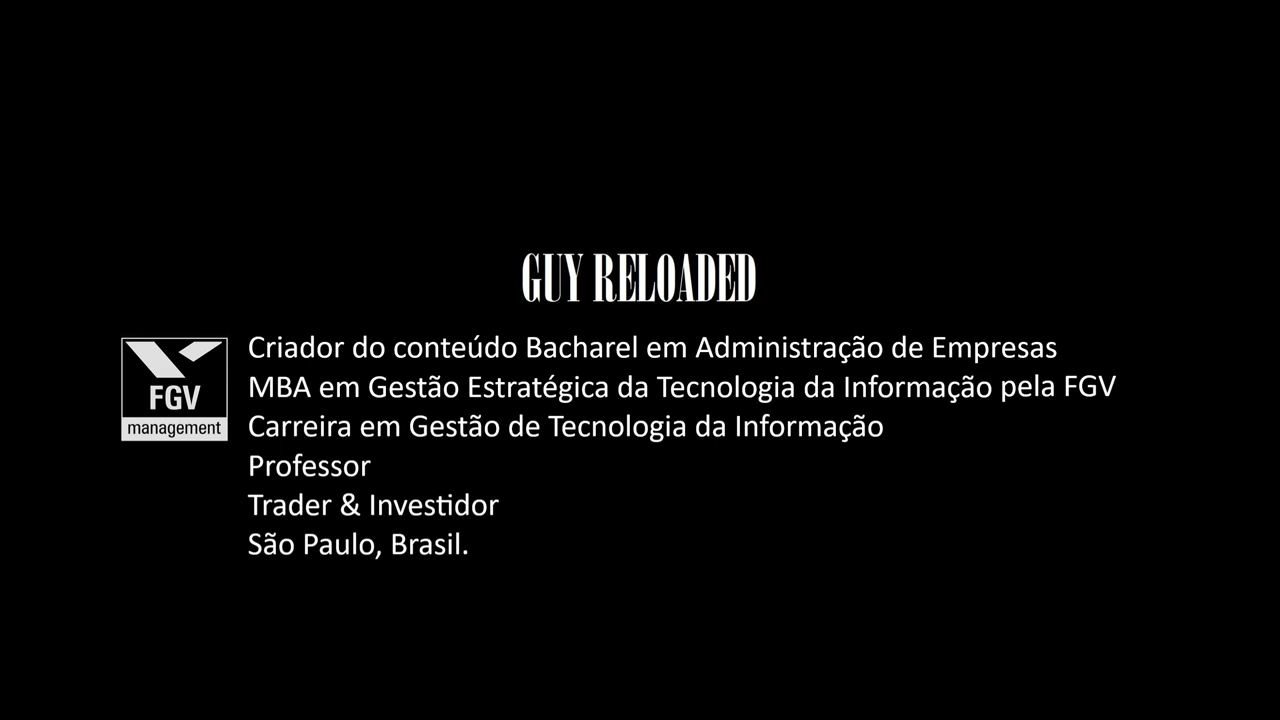 GUY RELOADED
Criador do conteúdo Bacharel em Administração de Empresas
MBA em Gestão Estratégica da Tecnologia da Informação pela FGV
Carreira em Gestão de Tecnologia da Informação
Professor
Trader & Investidor
São Paulo, Brasil.
FGV
management